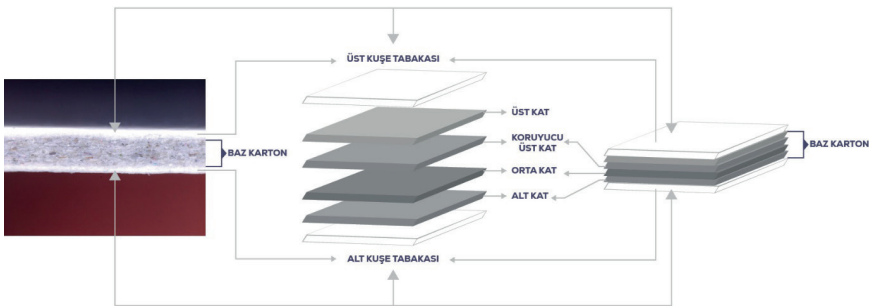 ÜST KUŞE TABAKASI
ÜST KAT
KORUYUCU
ÜST KAT
BAZ KARTON
BAZ KARTON
ORTA KAT
ALT KAT
ALT KUŞE TABAKASI